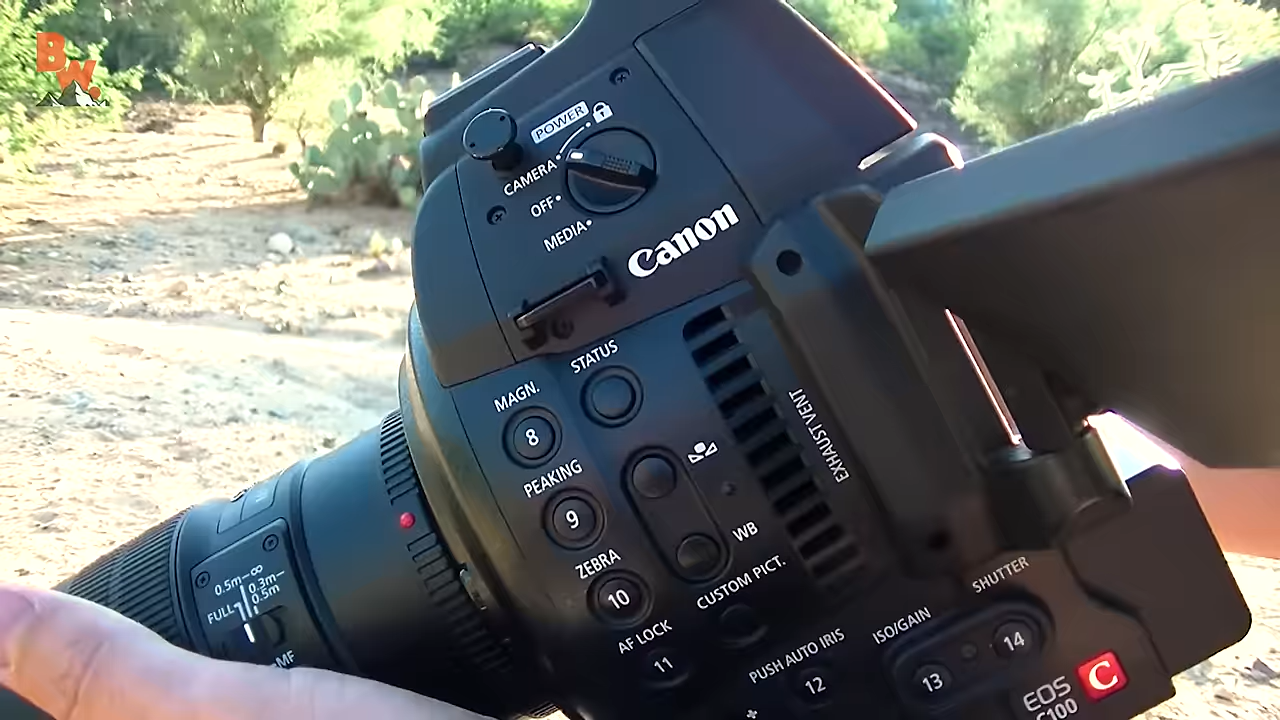 BW.
POWER
CAMERA
OFF
MEDIA
Canon
STATUS
MAGN.
8
PEAKING
9
ZEBRA
10
WB
EXHAUST VENT
CUSTOM PICT.
AF LOCK
11
PUSH AUTO IRIS
12
ISO/GAIN
13
SHUTTER
14
EOS C
C100
0.5m-∞
0.3m-
0.5m
FULL
MF